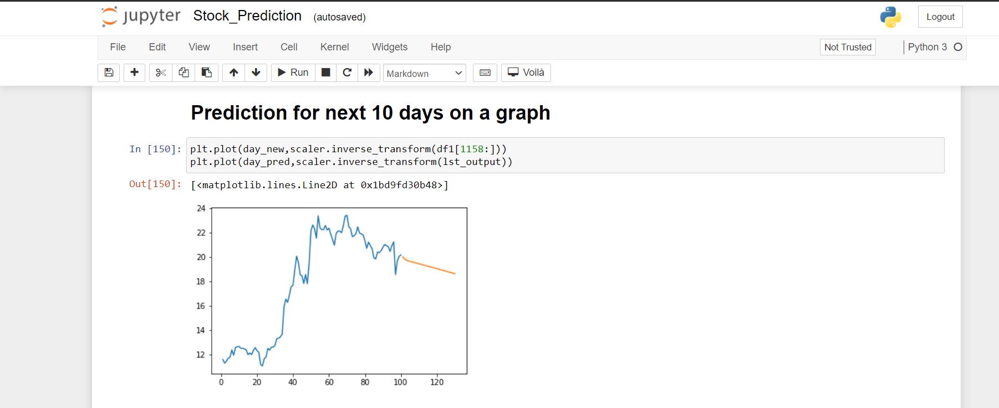 jupyter Stock_Prediction (autosaved) Logout
File Edit View Insert Cell Kernel Widgets Help Not Trusted Python 3
Run Markdown Voilà
Prediction for next 10 days on a graph
In [150]: plt.plot(day_new,scaler.inverse_transform(df1[1158:]))
plt.plot(day_pred,scaler.inverse_transform(lst_output))
Out[150]: [<matplotlib.lines.Line2D at 0x1bd9fd30b48>]
24
22
20
18
16
14
12
0 20 40 60 80 100 120